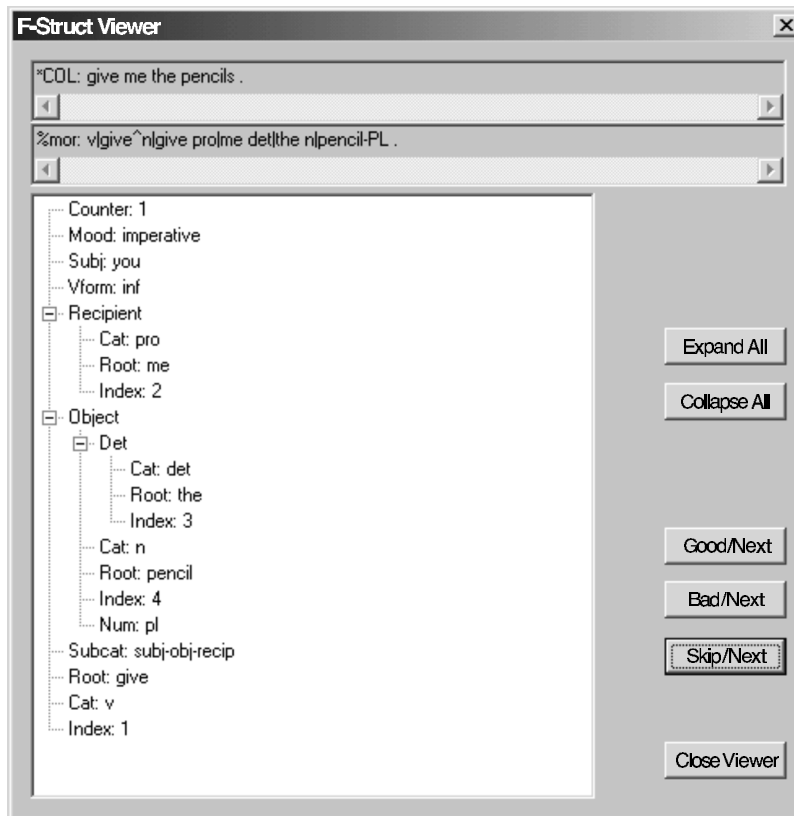 F-Struct Viewer
*COL: give me the pencils .
%mor: v|give^n|give pro|me det|the n|pencil-PL .
Counter: 1
Mood: imperative
Subj: you
Vform: inf
Recipient
Cat: pro
Root: me
Index: 2
Object
Det
Cat: det
Root: the
Index: 3
Cat: n
Root: pencil
Index: 4
Num: pl
Subcat: subj-obj-recip
Root: give
Cat: v
Index: 1
Expand All
Collapse All
Good/Next
Bad/Next
Skip/Next
Close Viewer